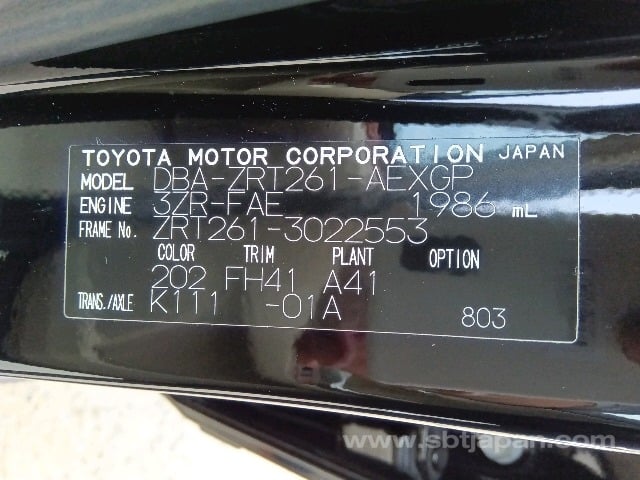 TOYOTA MOTOR CORPORATION JAPAN
MODEL DBA-ZRT261-AEXGP
ENGINE 3ZR-FAE 1986 mL
FRAME No. ZRT261-3022553
COLOR TRIM PLANT OPTION
202 FH41 A41
TRANS./AXLE K111 -01A 803
www.sbtjapan.com